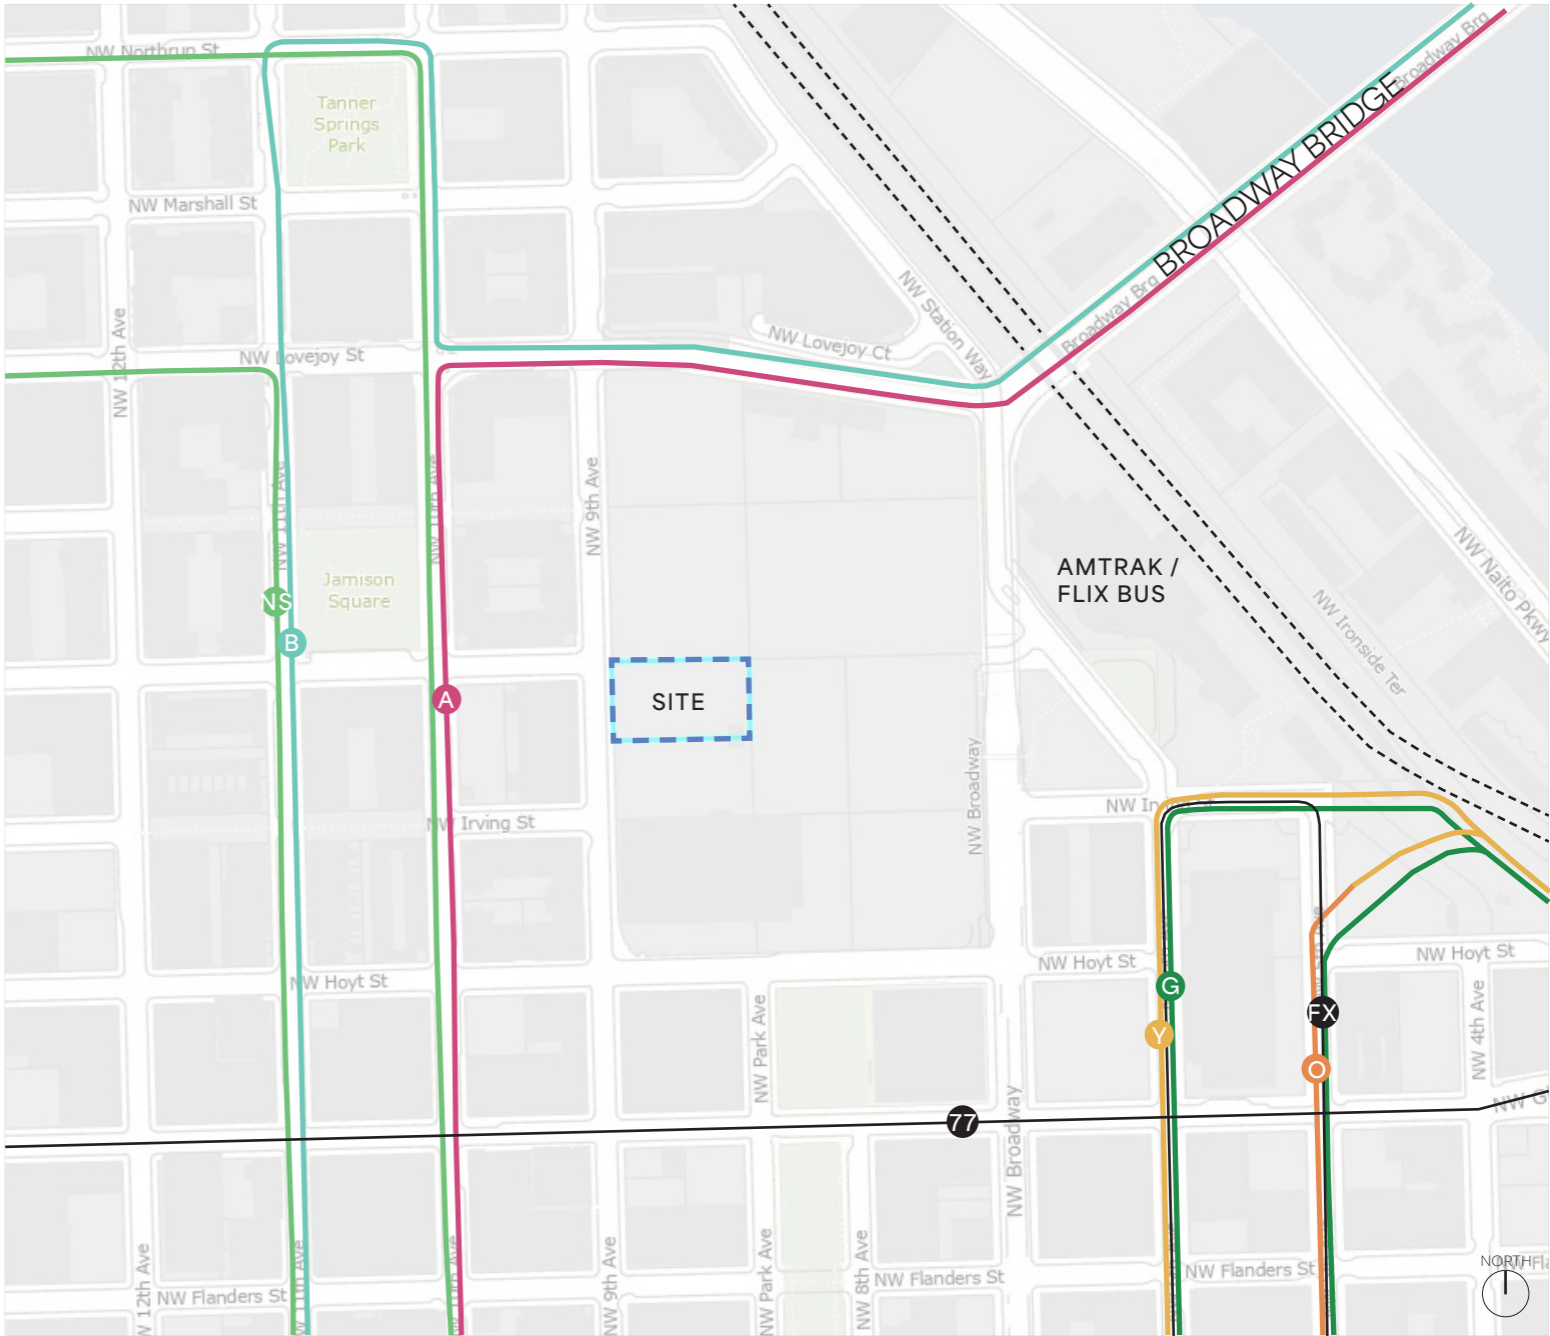 NW Northrup St
Tanner
Springs
Park
Broadway Brg
BROADWAY BRIDGE
NW Marshall St
NW Station Way
Broadway Brg
NW 12th Ave
NW Lovejoy St
NW Lovejoy Ct
NW 11th Ave
NW 10th Ave
NW 9th Ave
AMTRAK /
FLIX BUS
NW Naito Pkwy
NW Ironside Ter
Jamison
Square
NS
B
A
SITE
NW Broadway
NW Irving St
NW Hoyt St
NW Hoyt St
NW Hoyt St
G
Y
FX
O
NW Park Ave
NW 4th Ave
77
NW Broadway
NW Flanders St
NW Flanders St
NW Flanders St
NW 9th Ave
NW Park Ave
NW 8th Ave
NORTH